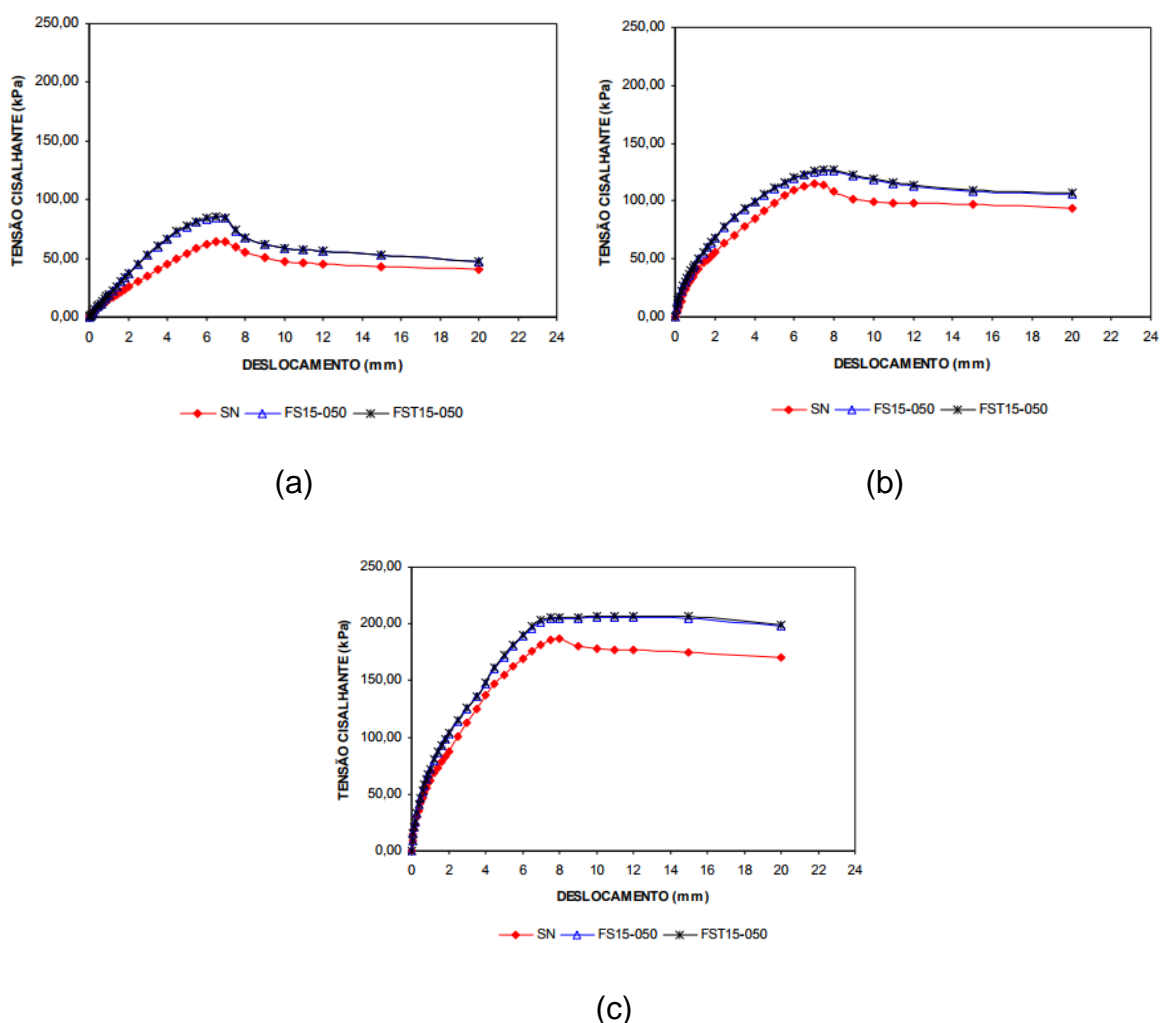 250,00
200,00
150,00
100,00
50,00
0,00
TENSÃO CISALHANTE (kPa)
0 2 4 6 8 10 12 14 16 18 20 22 24
DESLOCAMENTO (mm)
SN FS15-050 FST15-050
(a)
250,00
200,00
150,00
100,00
50,00
0,00
TENSÃO CISALHANTE (kPa)
0 2 4 6 8 10 12 14 16 18 20 22 24
DESLOCAMENTO (mm)
SN FS15-050 FST15-050
(b)
250,00
200,00
150,00
100,00
50,00
0,00
TENSÃO CISALHANTE (kPa)
0 2 4 6 8 10 12 14 16 18 20 22 24
DESLOCAMENTO (mm)
SN FS15-050 FST15-050
(c)